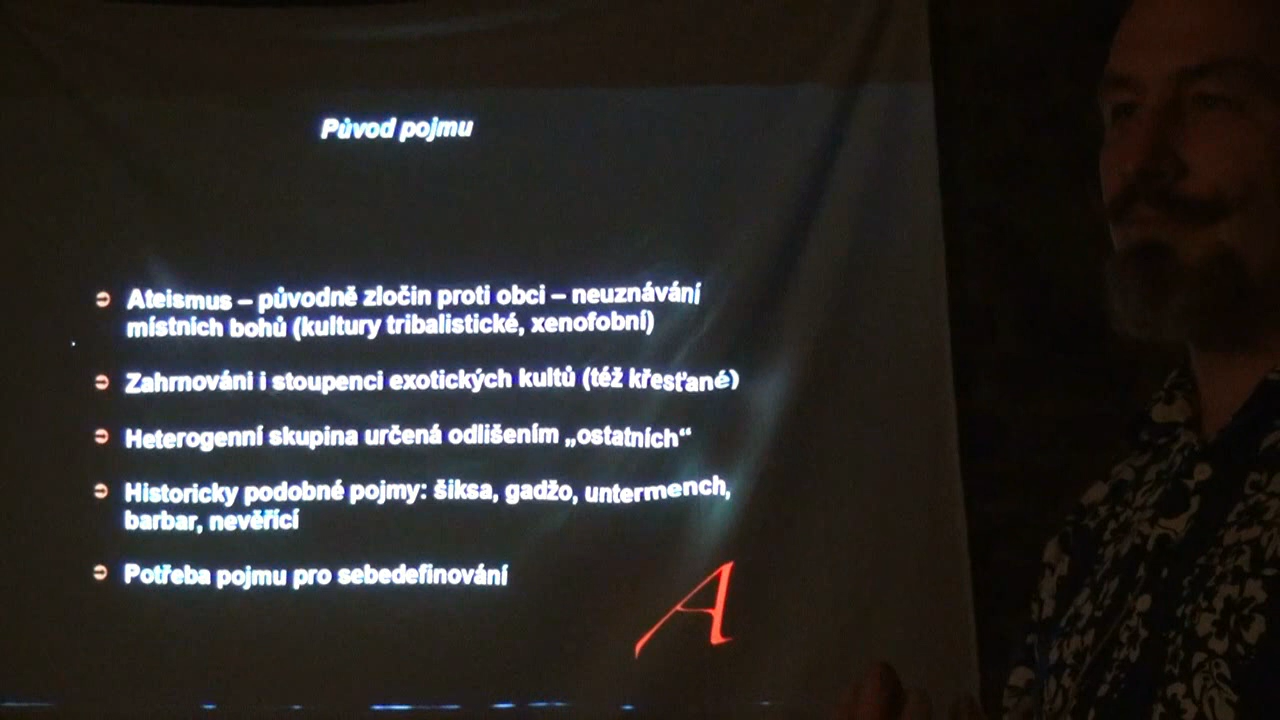 Původ pojmu
Ateismus – původně zločin proti obci – neuznávání
místních bohů (kultury tribalistické, xenofobní)
Zahrnováni i stoupenci exotických kultů (též křesťané)
Heterogenní skupina určená odlišením „ostatních“
Historicky podobné pojmy: šiksa, gadžo, untermench,
barbar, nevěřící
Potřeba pojmu pro sebedefinování
A